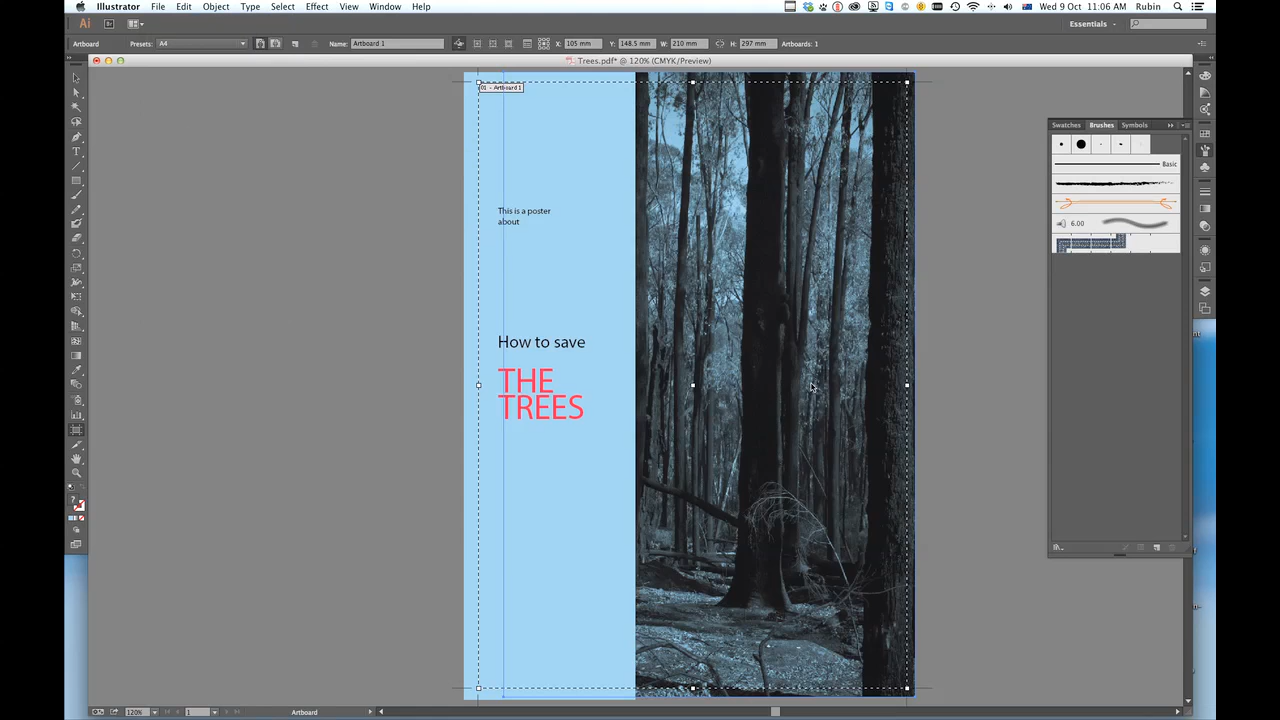 Illustrator File Edit Object Type Select Effect View Window Help Wed 9 Oct 11:06 AM Rubin
Ai Br Essentials
Artboard Presets: A4 Name: Artboard 1 X: 105 mm Y: 148.5 mm W: 210 mm H: 297 mm Artboards: 1
Trees.pdf* @ 120% (CMYK/Preview)
01 - Artboard 1
Swatches Brushes Symbols
Basic
6.00
This is a poster
about
How to save
THE
TREES
120% 1 Artboard